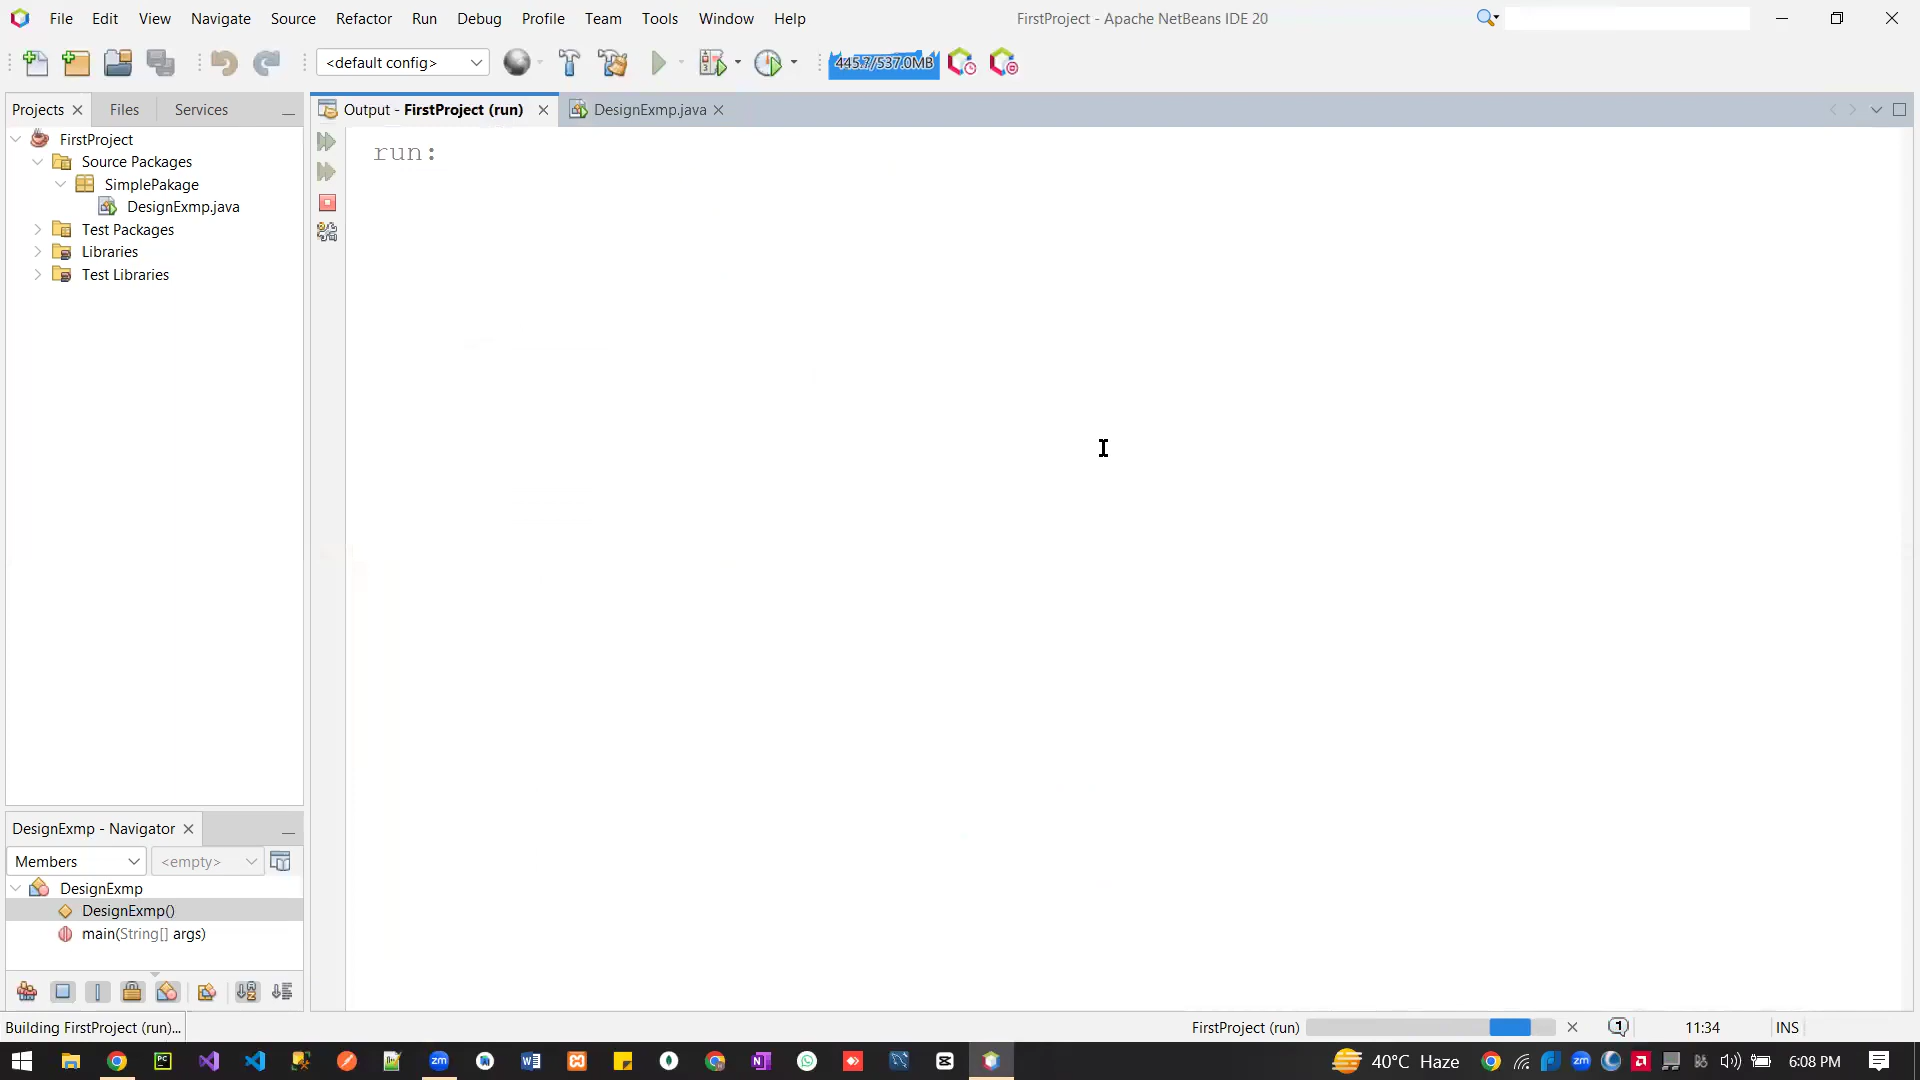 File Edit View Navigate Source Refactor Run Debug Profile Team Tools Window Help
FirstProject - Apache NetBeans IDE 20
<default config>
445.7/537.0MB
Projects Files Services
Output - FirstProject (run) DesignExmp.java
FirstProject
Source Packages
SimplePakage
DesignExmp.java
Test Packages
Libraries
Test Libraries
run:
DesignExmp - Navigator
Members <empty>
DesignExmp
DesignExmp()
main(String[] args)
Building FirstProject (run)...
FirstProject (run) 1 11:34 INS
40°C Haze
6:08 PM